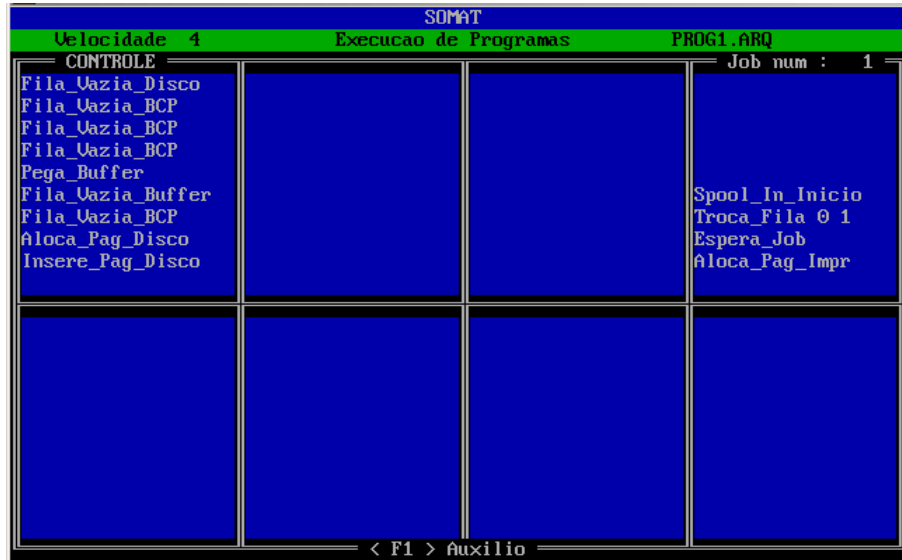 SOMAT
Velocidade 4 Execucao de Programas PROG1.ARQ
CONTROLE
Fila_Vazia_Disco
Fila_Vazia_BCP
Fila_Vazia_BCP
Fila_Vazia_BCP
Pega_Buffer
Fila_Vazia_Buffer
Fila_Vazia_BCP
Aloca_Pag_Disco
Insere_Pag_Disco
Job num : 1
Spool_In_Inicio
Troca_Fila 0 1
Espera_Job
Aloca_Pag_Impr
< F1 > Auxilio